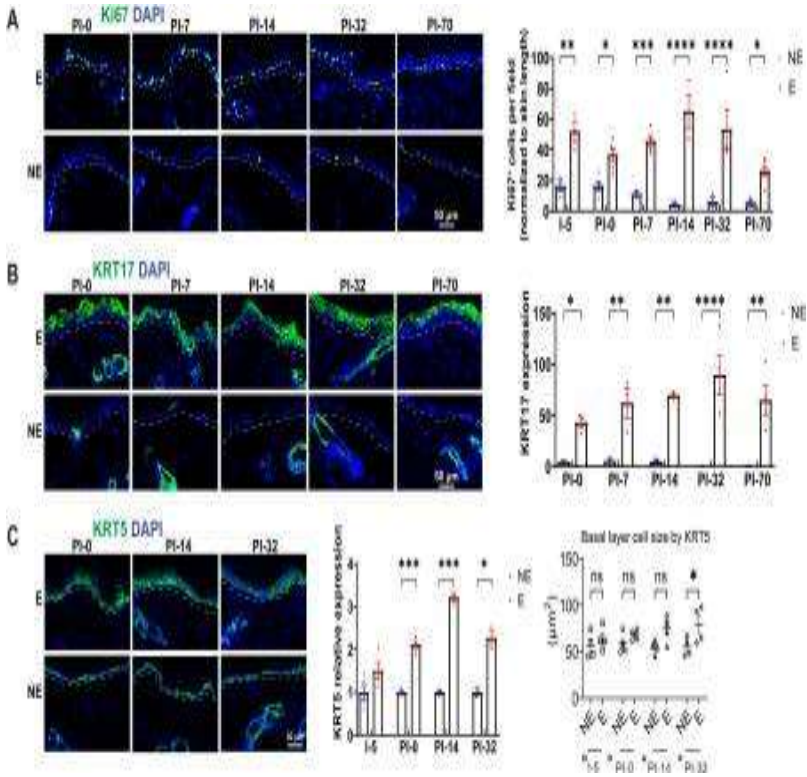 A
KI67 DAPI
PI-0 PI-7 PI-14 PI-32 PI-70
E
NE
50 µm
Ki67⁺ cells per field
(normalized to skin length)
100
80
60
40
20
0
** * *** **** **** *
NE
E
I-5 PI-0 PI-7 PI-14 PI-32 PI-70
B
KRT17 DAPI
PI-0 PI-7 PI-14 PI-32 PI-70
E
NE
KRT17 expression
150
100
50
0
* ** ** **** **
NE
E
PI-0 PI-7 PI-14 PI-32 PI-70
C
KRT5 DAPI
PI-0 PI-14 PI-32
E
NE
KRT5 relative expression
4
3
2
1
0
*** *** *
NE
E
I-5 PI-0 PI-14 PI-32
Basal layer cell size by KRT5
(µm²)
150
100
50
0
ns ns ns *
NE E NE E NE E NE E
I-5 PI-0 PI-14 PI-32